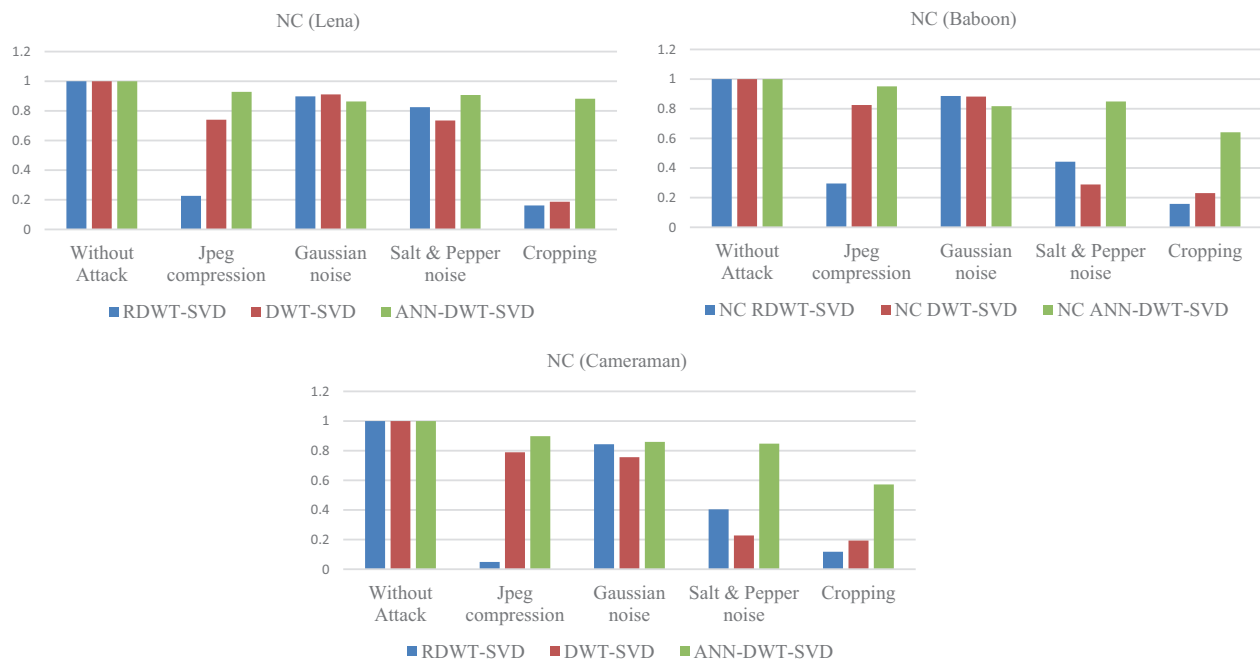 NC (Lena)
1.2
1
0.8
0.6
0.4
0.2
0
Without Attack
Jpeg compression
Gaussian noise
Salt & Pepper noise
Cropping
RDWT-SVD DWT-SVD ANN-DWT-SVD
NC (Baboon)
1.2
1
0.8
0.6
0.4
0.2
0
Without Attack
Jpeg compression
Gaussian noise
Salt & Pepper noise
Cropping
NC RDWT-SVD NC DWT-SVD NC ANN-DWT-SVD
NC (Cameraman)
1.2
1
0.8
0.6
0.4
0.2
0
Without Attack
Jpeg compression
Gaussian noise
Salt & Pepper noise
Cropping
RDWT-SVD DWT-SVD ANN-DWT-SVD